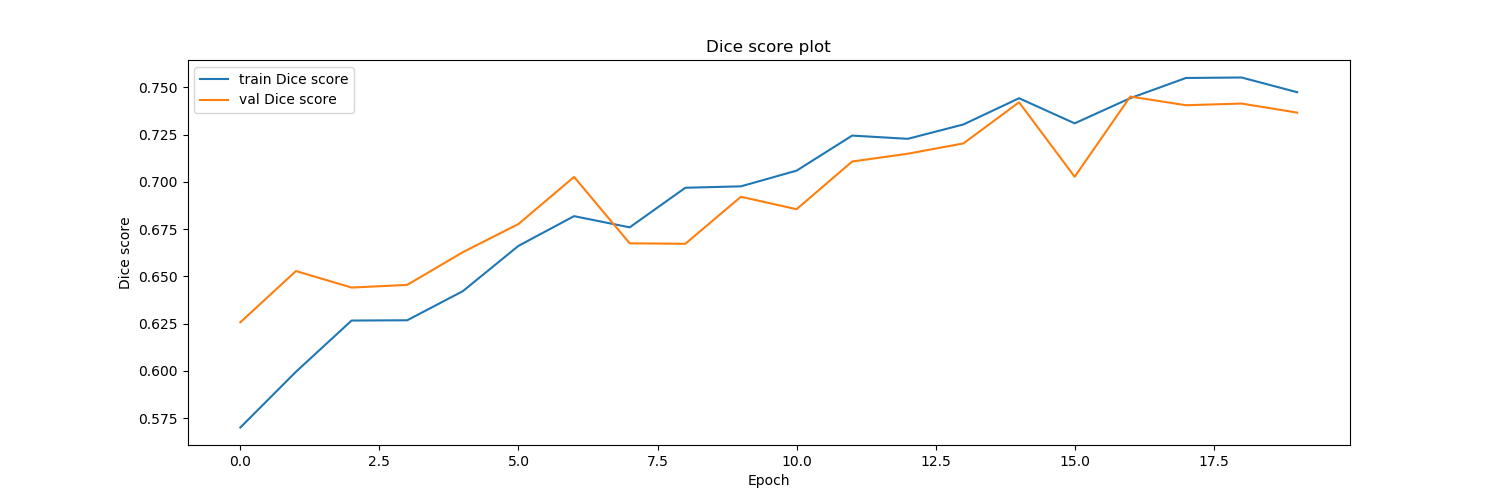 Dice score plot
train Dice score
val Dice score
0.750
0.725
0.700
0.675
0.650
0.625
0.600
0.575
Dice score
0.0 2.5 5.0 7.5 10.0 12.5 15.0 17.5
Epoch